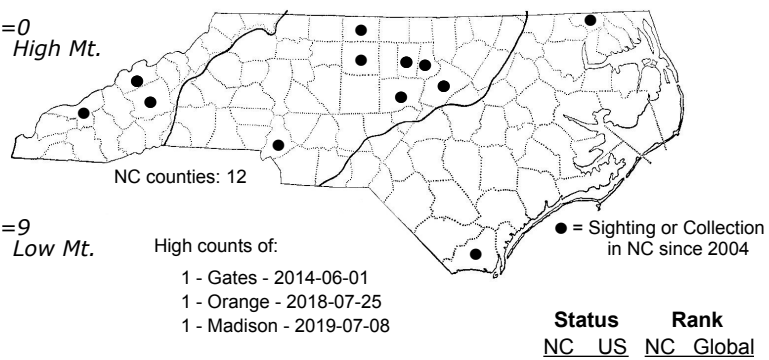 =0
High Mt.
NC counties: 12
=9
Low Mt.
High counts of:
1 - Gates - 2014-06-01
1 - Orange - 2018-07-25
1 - Madison - 2019-07-08
● = Sighting or Collection
in NC since 2004
Status Rank
NC US NC Global